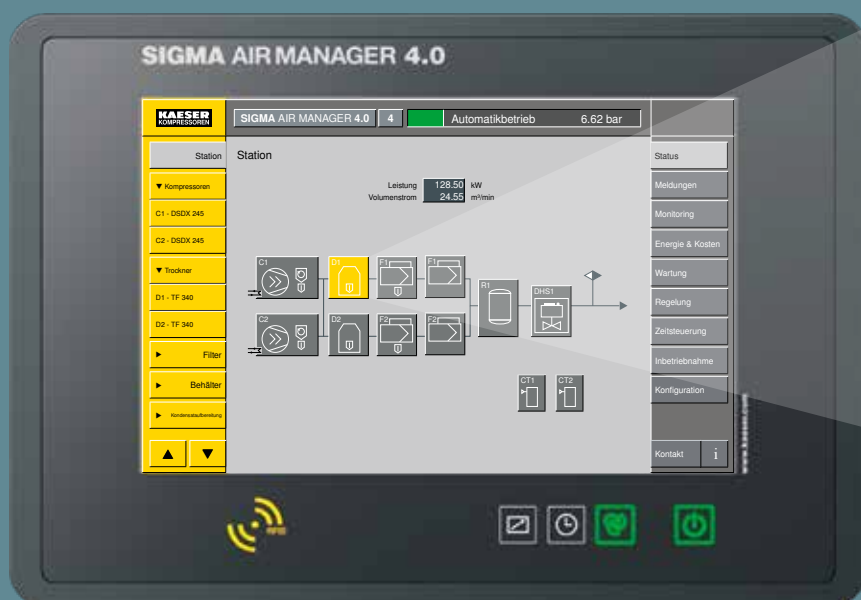 SIGMA AIR MANAGER 4.0
KAESER
KOMPRESSOREN
SIGMA AIR MANAGER 4.0 4 Automatikbetrieb 6.62 bar
Station
▼ Kompressoren
C1 - DSDX 245
C2 - DSDX 245
▼ Trockner
D1 - TF 340
D2 - TF 340
► Filter
► Behälter
► Kondensataufbereitung
▲ ▼
Station
Leistung 128.50 kW
Volumenstrom 24.55 m³/min
C1 D1 F1 F1
R1 DHS1
C2 D2 F2 F2
CT1 CT2
Status
Meldungen
Monitoring
Energie & Kosten
Wartung
Regelung
Zeitsteuerung
Inbetriebnahme
Konfiguration
Kontakt i
www.kaeser.com
RFID